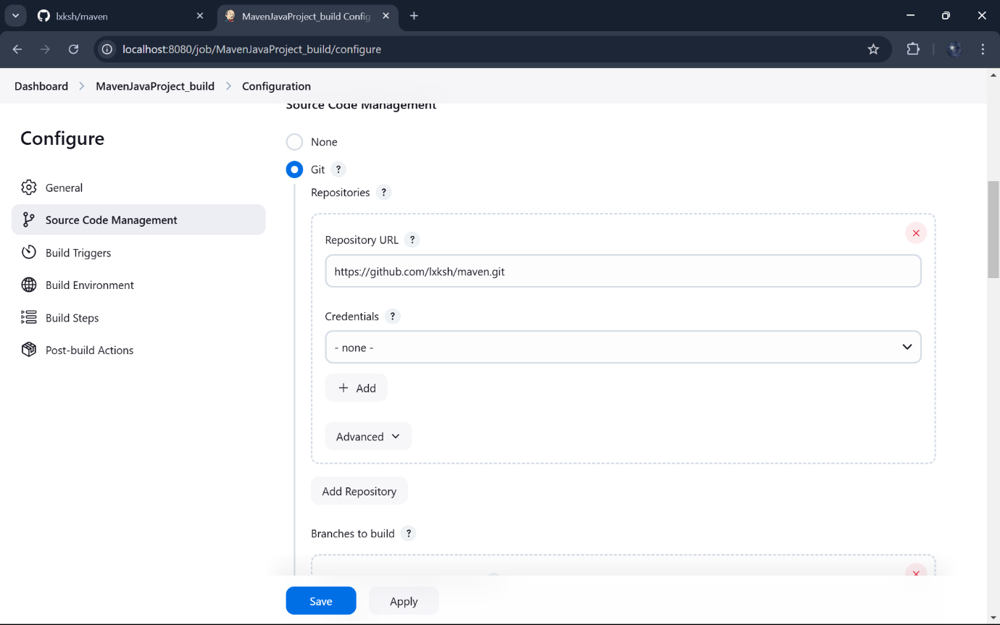 lxksh/maven
MavenJavaProject_build Config
localhost:8080/job/MavenJavaProject_build/configure
Dashboard > MavenJavaProject_build > Configuration
Configure
General
Source Code Management
Build Triggers
Build Environment
Build Steps
Post-build Actions
Source Code Management
None
Git ?
Repositories ?
Repository URL ?
https://github.com/lxksh/maven.git
Credentials ?
- none -
+ Add
Advanced
Add Repository
Branches to build ?
Save
Apply